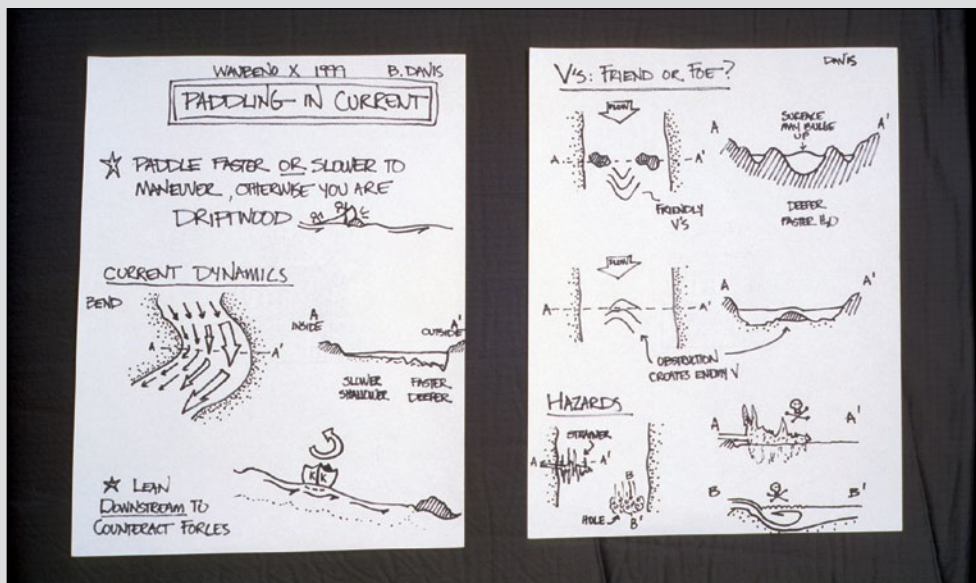 WANBENO X 1999 B. DAVIS
PADDLING IN CURRENT
☆ PADDLE FASTER OR SLOWER TO
MANEUVER, OTHERWISE YOU ARE
DRIFTWOOD
CURRENT DYNAMICS
BEND
A A'
A A'
INSIDE OUTSIDE
SLOWER FASTER
SHALLOWER DEEPER
K K
★ LEAN
DOWNSTREAM TO
COUNTERACT FORCES
DAVIS
V'S: FRIEND OR FOE?
FLOW
A A'
FRIENDLY
V'S
SURFACE
MAY BULGE
UP
A A'
DEEPER
FASTER H2O
FLOW
A A'
A A'
OBSTRUCTION
CREATES ENEMY V
HAZARDS
STRAINER
A A'
B
HOLE
B'
A A'
B B'